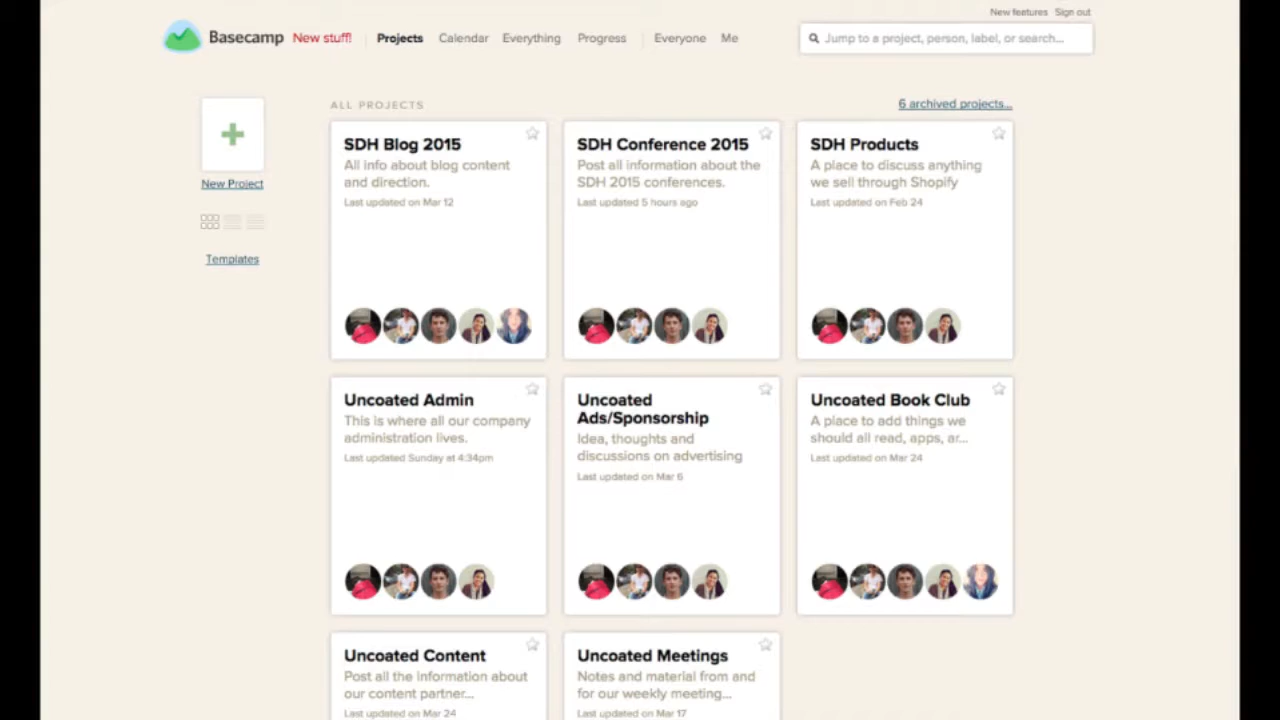 New features Sign out
Basecamp New stuff! Projects Calendar Everything Progress Everyone Me
Jump to a project, person, label, or search...
ALL PROJECTS
6 archived projects...
New Project
Templates
SDH Blog 2015
All info about blog content
and direction.
Last updated on Mar 12
SDH Conference 2015
Post all information about the
SDH 2015 conferences.
Last updated 5 hours ago
SDH Products
A place to discuss anything
we sell through Shopify
Last updated on Feb 24
Uncoated Admin
This is where all our company
administration lives.
Last updated Sunday at 4:34pm
Uncoated
Ads/Sponsorship
Idea, thoughts and
discussions on advertising
Last updated on Mar 6
Uncoated Book Club
A place to add things we
should all read, apps, ar...
Last updated on Mar 24
Uncoated Content
Post all the information about
our content partner...
Last updated on Mar 24
Uncoated Meetings
Notes and material from and
for our weekly meeting...
Last updated on Mar 17